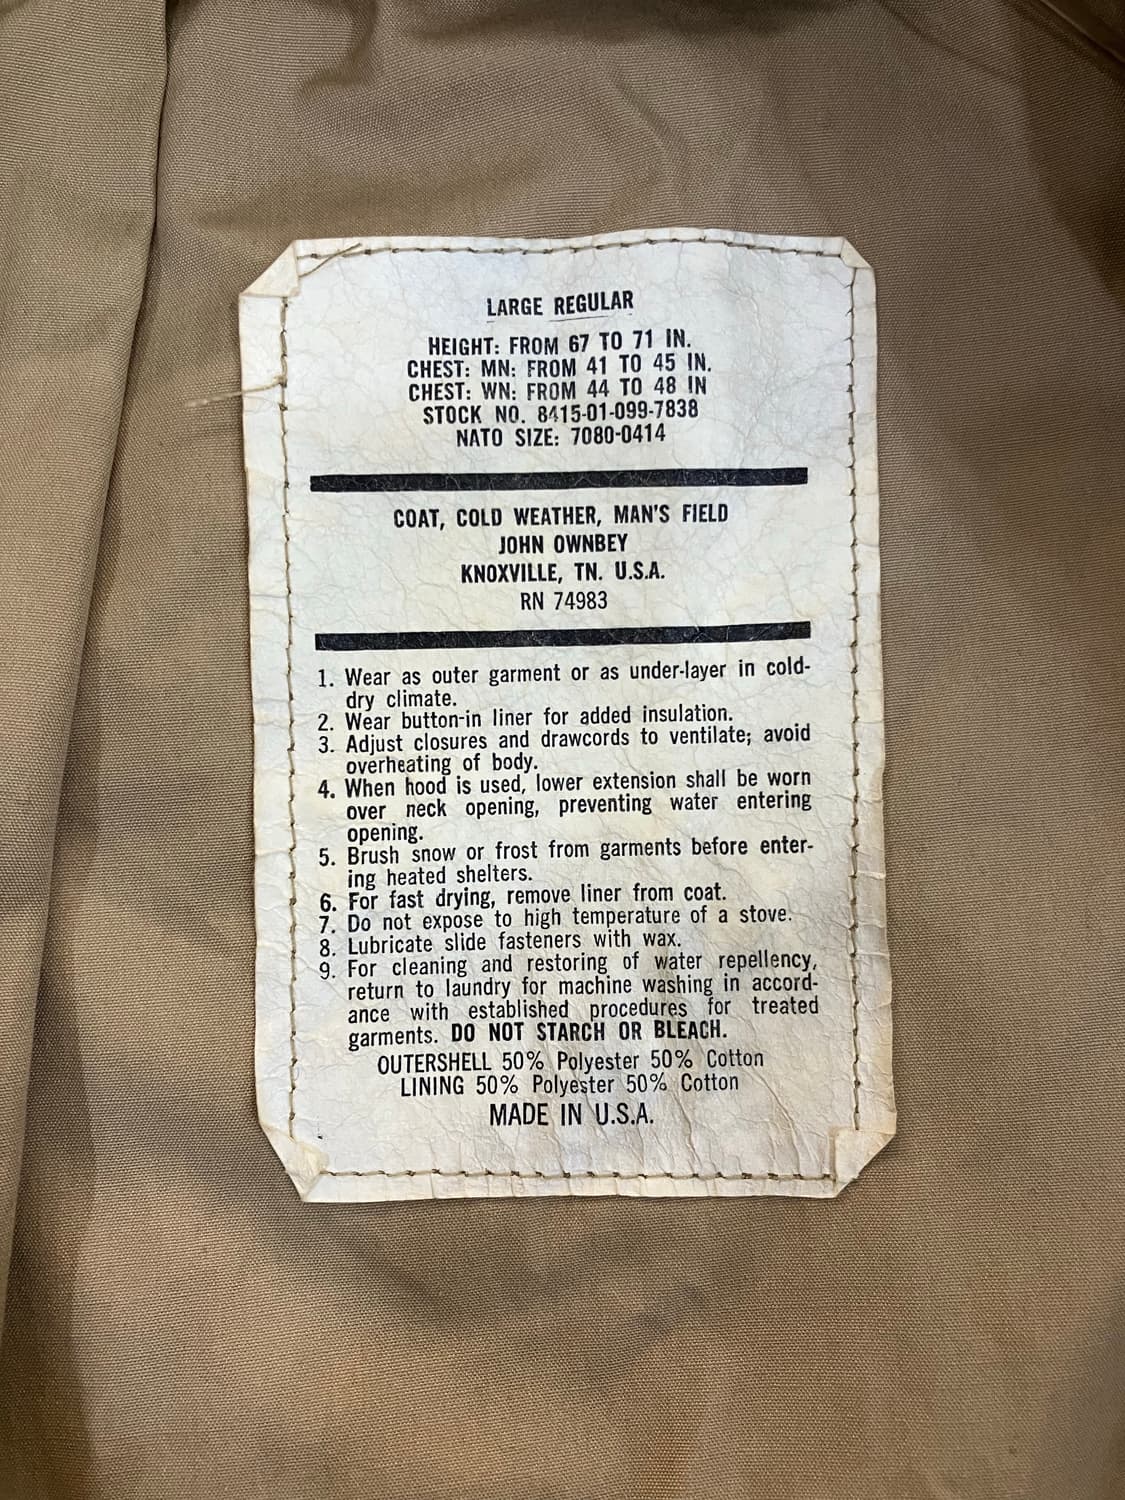 LARGE REGULAR
HEIGHT: FROM 67 TO 71 IN.
CHEST: MN: FROM 41 TO 45 IN.
CHEST: WN: FROM 44 TO 48 IN
STOCK NO. 8415-01-099-7838
NATO SIZE: 7080-0414
COAT, COLD WEATHER, MAN'S FIELD
JOHN OWNBEY
KNOXVILLE, TN. U.S.A.
RN 74983
1. Wear as outer garment or as under-layer in cold-
dry climate.
2. Wear button-in liner for added insulation.
3. Adjust closures and drawcords to ventilate; avoid
overheating of body.
4. When hood is used, lower extension shall be worn
over neck opening, preventing water entering
opening.
5. Brush snow or frost from garments before enter-
ing heated shelters.
6. For fast drying, remove liner from coat.
7. Do not expose to high temperature of a stove.
8. Lubricate slide fasteners with wax.
9. For cleaning and restoring of water repellency,
return to laundry for machine washing in accord-
ance with established procedures for treated
garments. DO NOT STARCH OR BLEACH.
OUTERSHELL 50% Polyester 50% Cotton
LINING 50% Polyester 50% Cotton
MADE IN U.S.A.